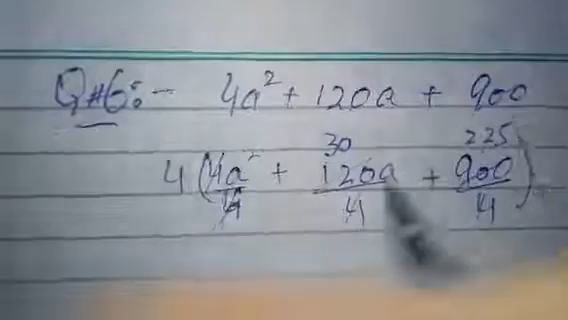 Q#6:- 4a² + 120a + 900
30 225
4 (4a²/4 + 120a/4 + 900/4)